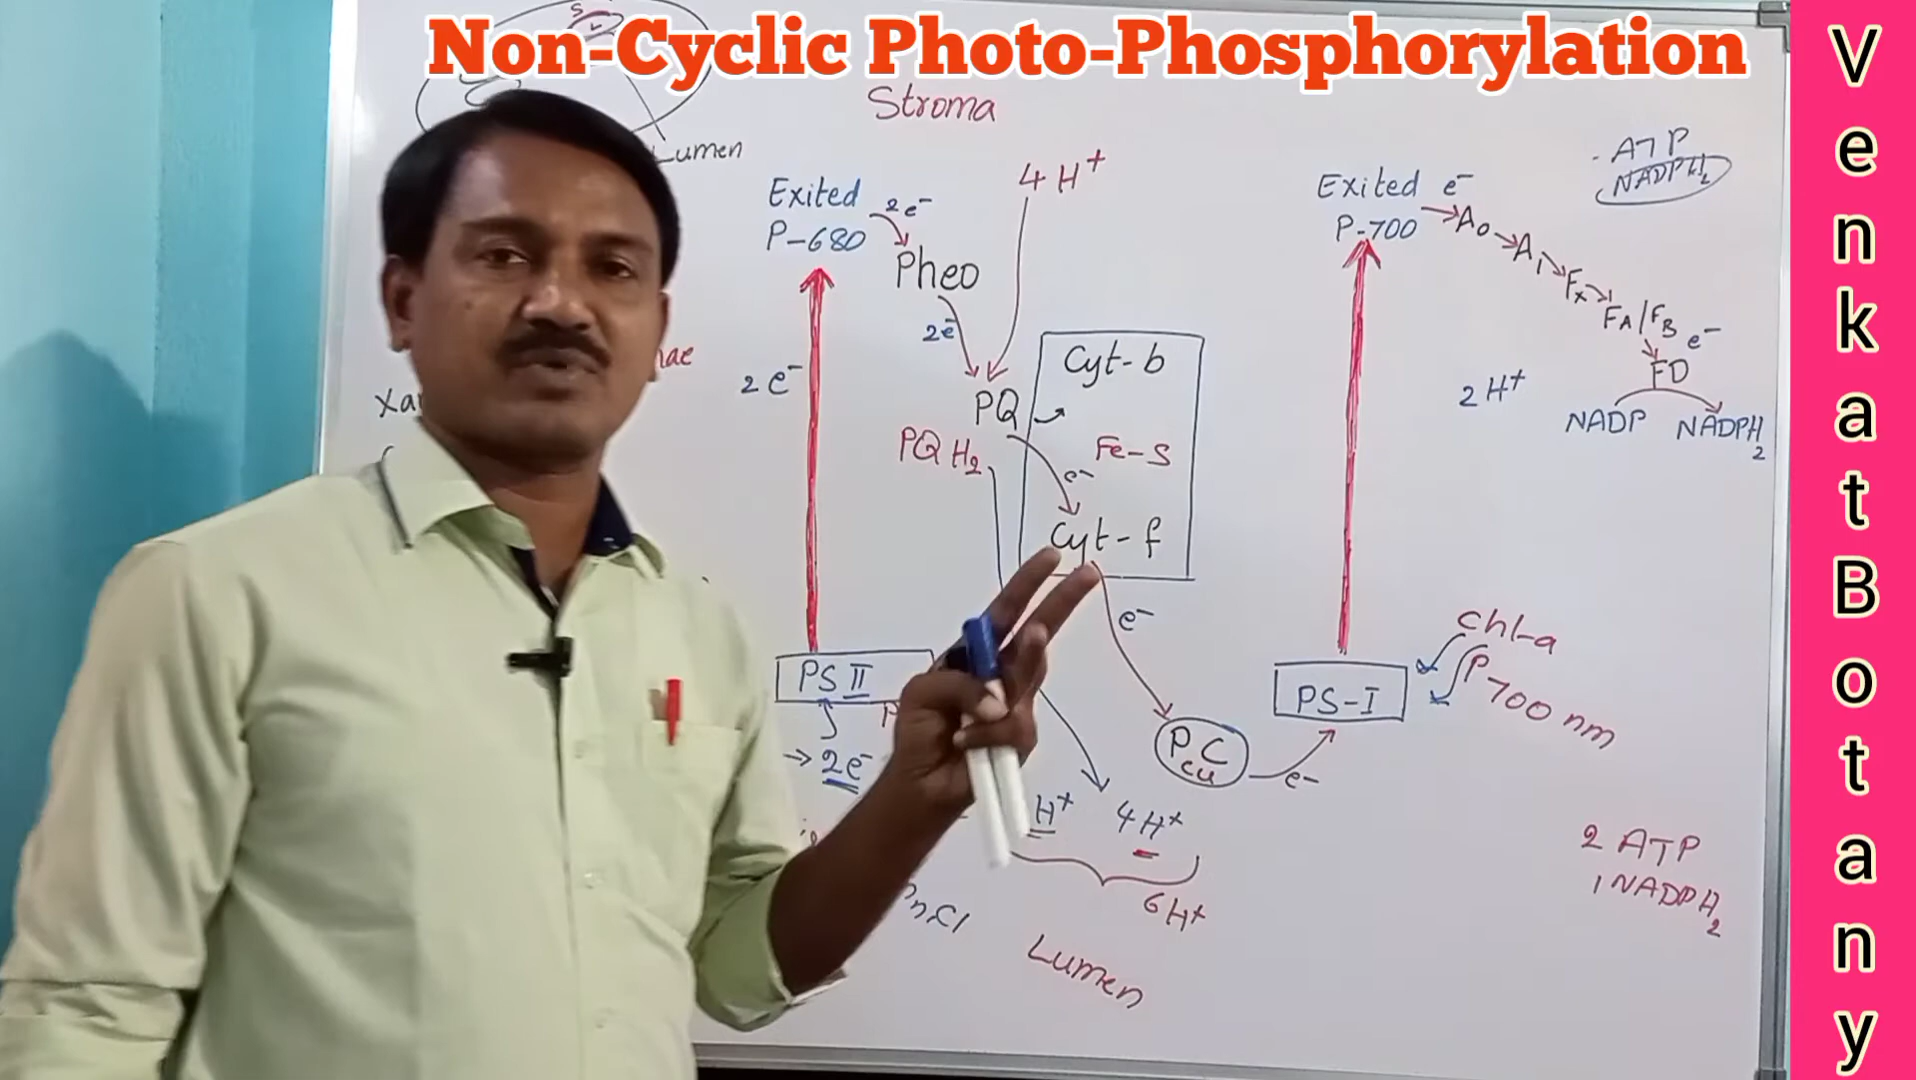 Non-Cyclic Photo-Phosphorylation
VenkatBotany
Stroma
Lumen
4H+
ATP
NADPH2
Exited
P-680
2e-
Pheo
2e-
2e-
PQ
PQH2
Cyt-b
Fe-S
e-
Cyt-f
e-
Exited e-
P-700
A0
A1
Fx
FA/FB e-
FD
2H+
NADP NADPH2
PS II
→ 2e-
PC
cu
e-
PS-I
Chl-a
P700nm
H+
4H+
6H+
Lumen
2 ATP
1 NADPH2